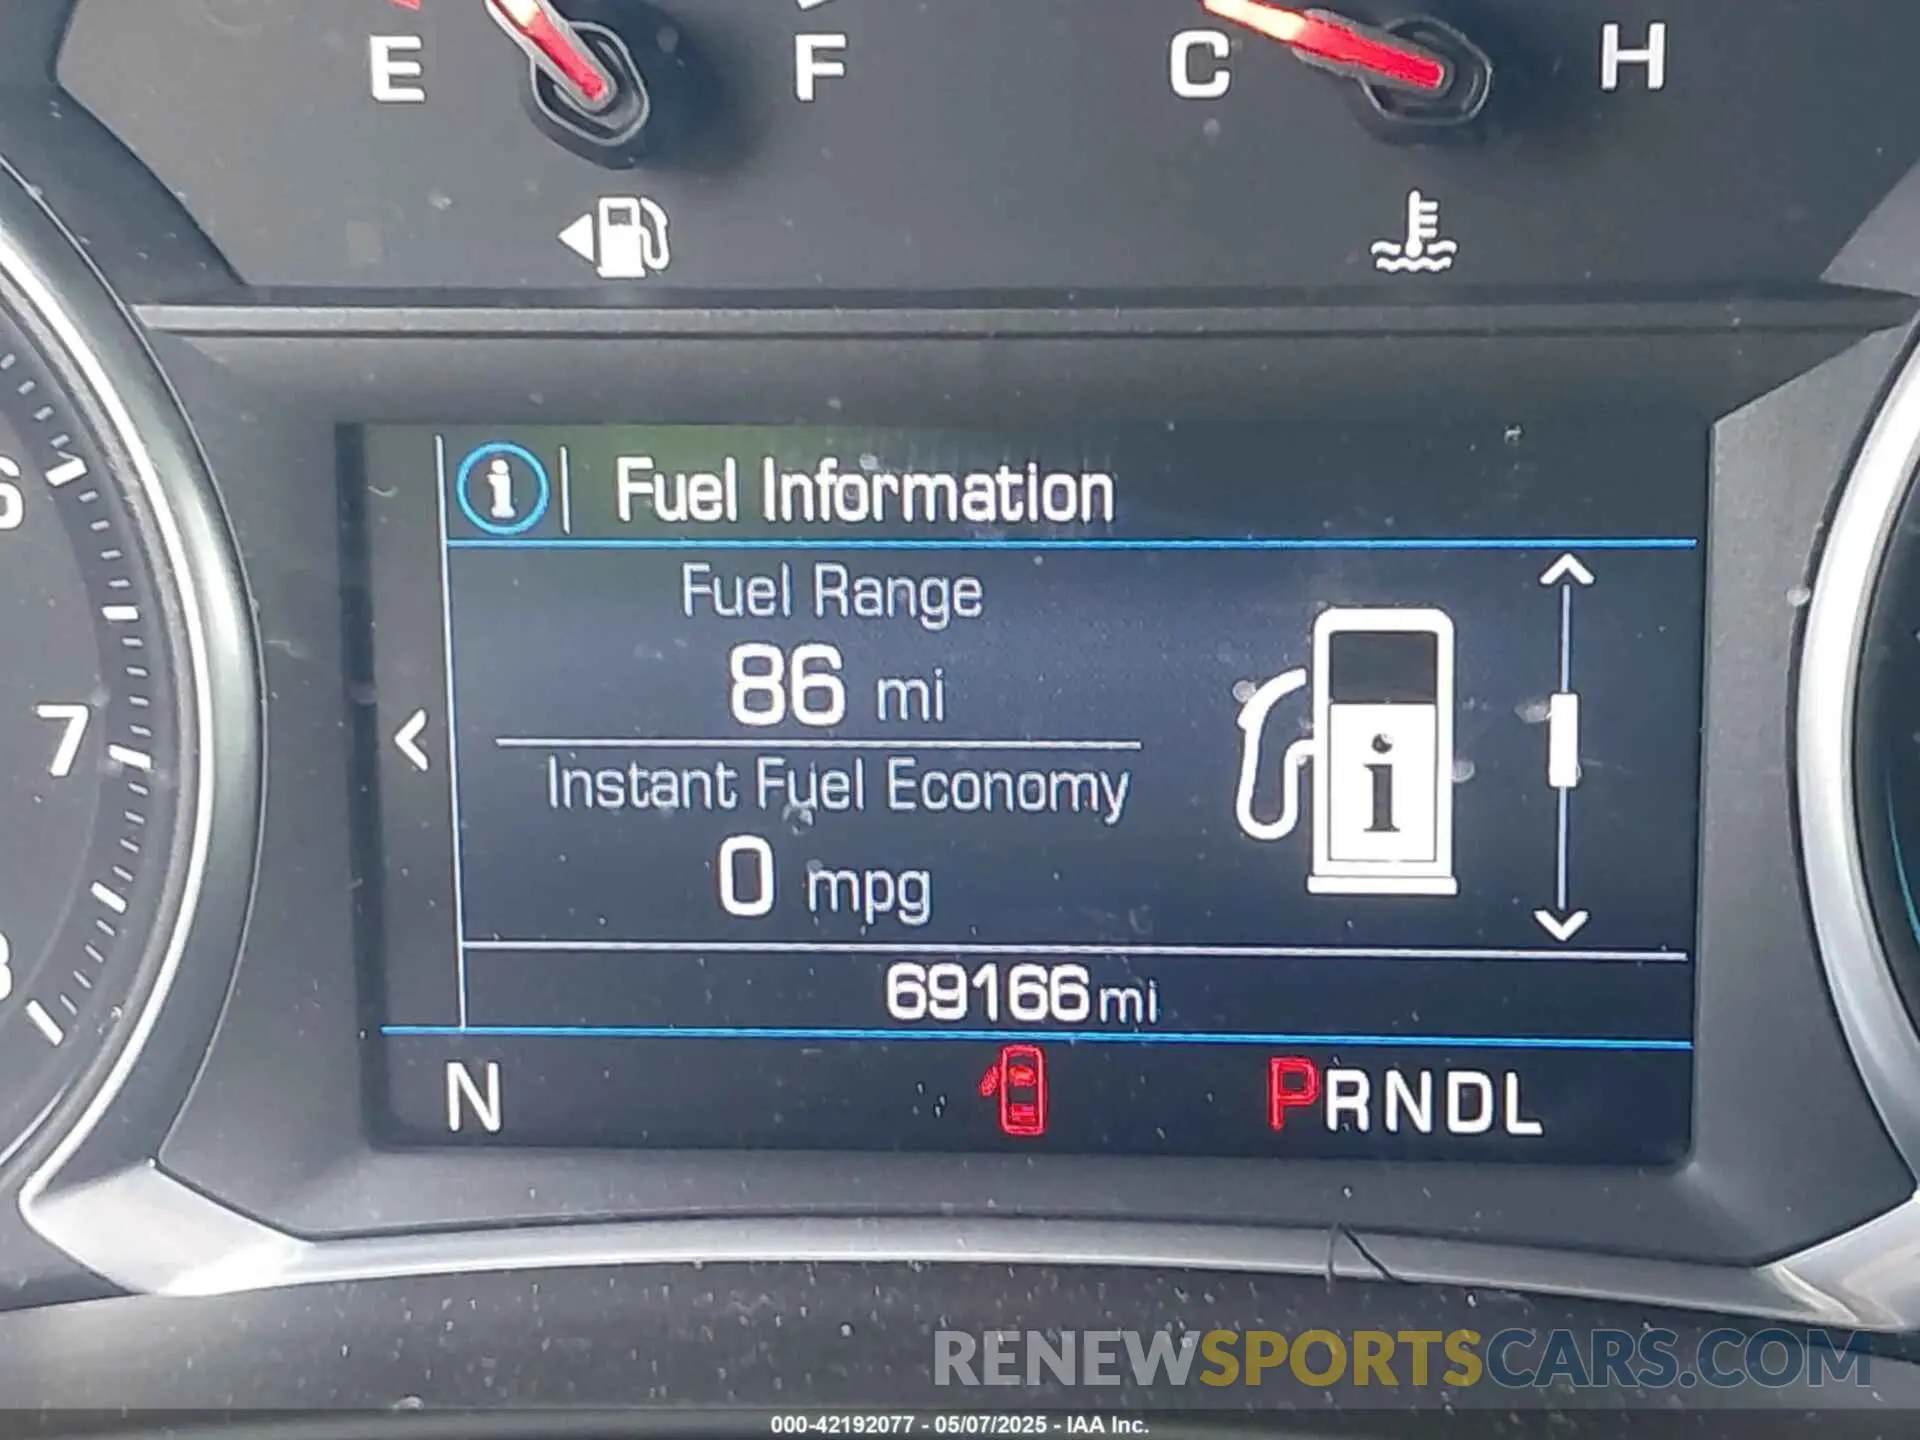 E F C H
6
Fuel Information
Fuel Range
86 mi
7
Instant Fuel Economy
0 mpg
69166 mi
N PRNDL
RENEWSPORTSCARS.COM
000-42192077 - 05/07/2025 - IAA Inc.